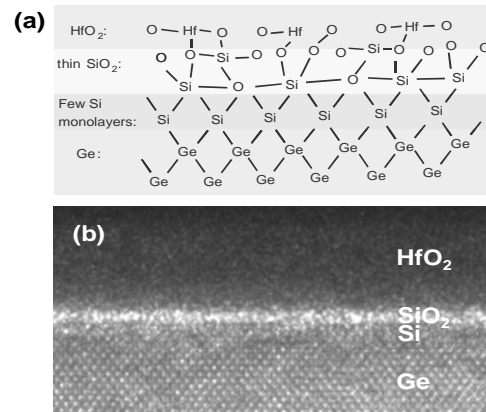 (a)
HfO₂:
O Hf O O Hf O O Hf O
thin SiO₂:
O O Si O O O O Si O O O O
Si O Si O Si Si
Few Si
monolayers:
Si Si Si Si Si Si
Ge:
Ge Ge Ge Ge Ge Ge
Ge Ge Ge Ge Ge Ge Ge
(b)
HfO₂
SiO₂
Si
Ge